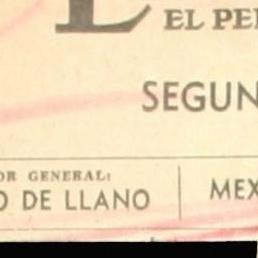 EL PE
SEGUN
OR GENERAL:
O DE LLANO
MEX